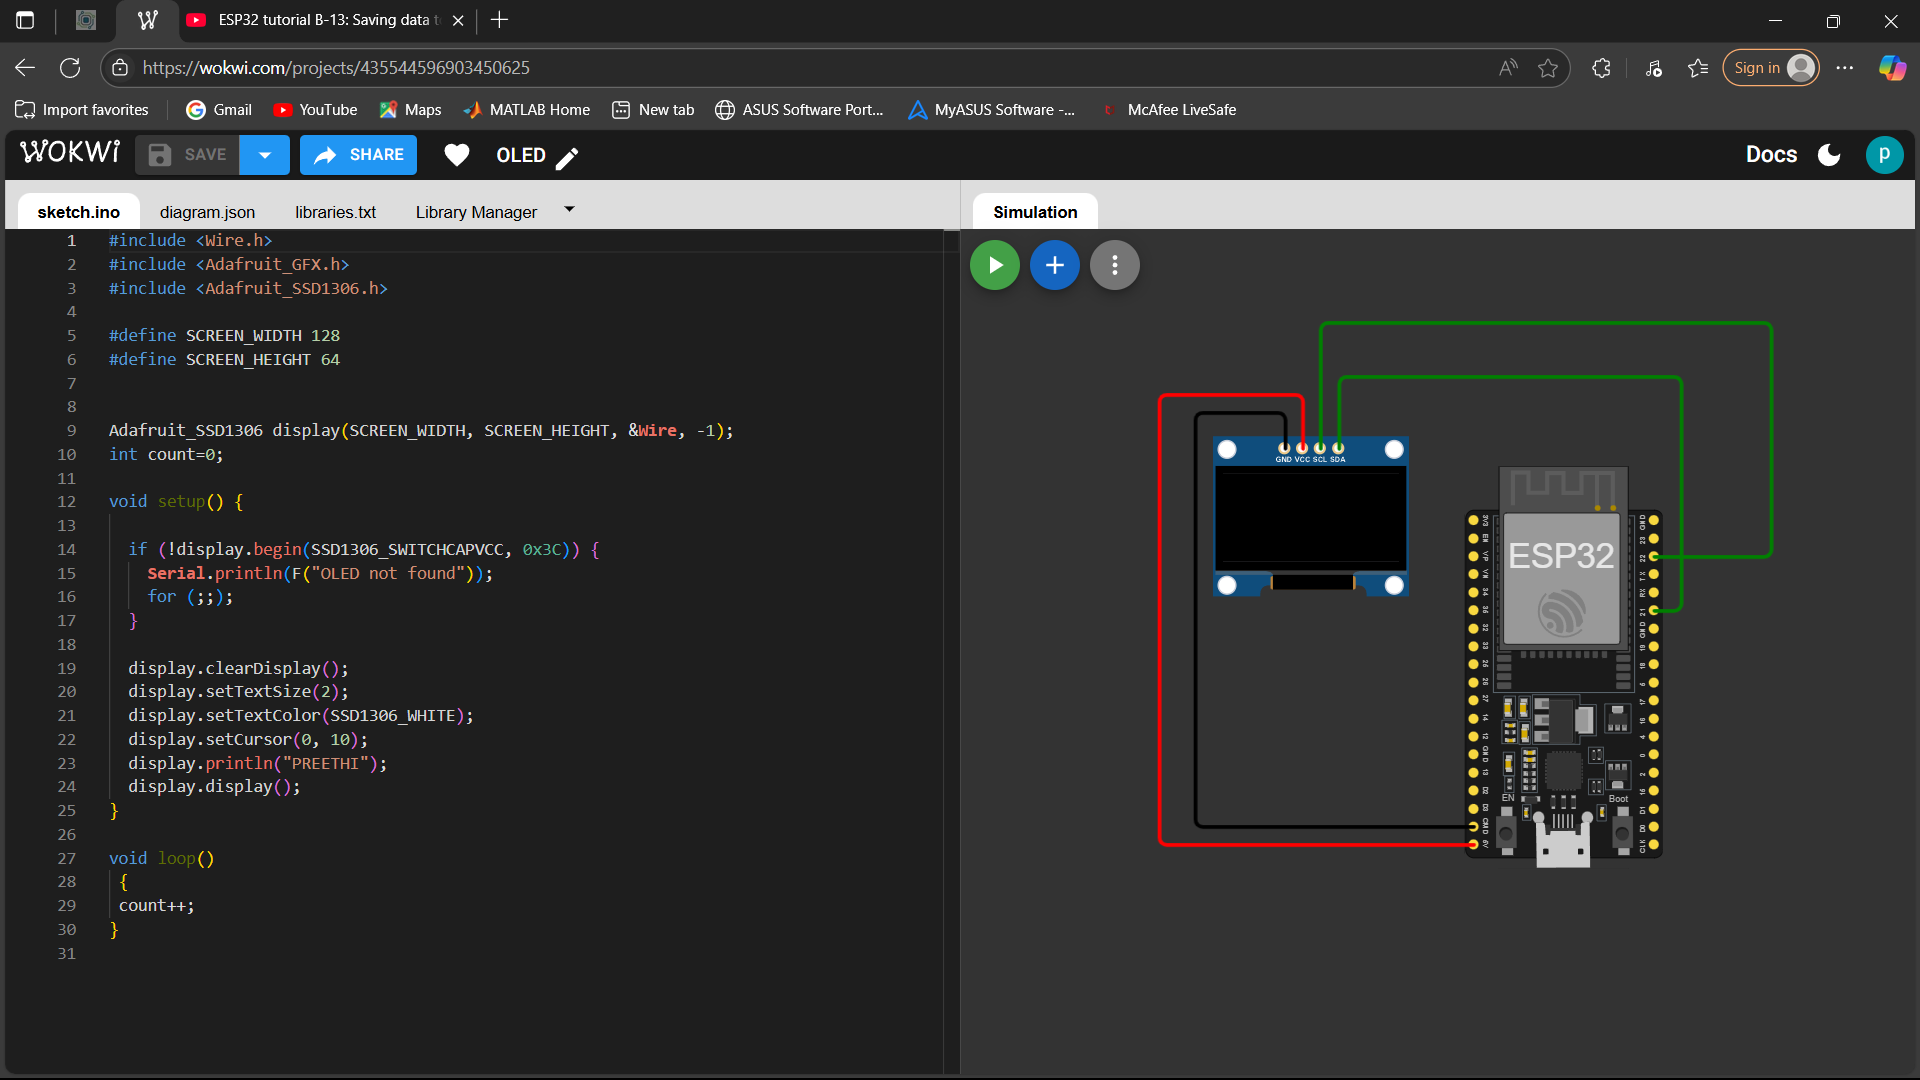 ESP32 tutorial B-13: Saving data t
https://wokwi.com/projects/435544596903450625
Sign in
Import favorites
Gmail
YouTube
Maps
MATLAB Home
New tab
ASUS Software Port...
MyASUS Software -...
McAfee LiveSafe
WOKWi
SAVE
SHARE
OLED
Docs
p
sketch.ino
diagram.json
libraries.txt
Library Manager
Simulation
1 #include <Wire.h>
2 #include <Adafruit_GFX.h>
3 #include <Adafruit_SSD1306.h>
4
5 #define SCREEN_WIDTH 128
6 #define SCREEN_HEIGHT 64
7
8
9 Adafruit_SSD1306 display(SCREEN_WIDTH, SCREEN_HEIGHT, &Wire, -1);
10 int count=0;
11
12 void setup() {
13
14 if (!display.begin(SSD1306_SWITCHCAPVCC, 0x3C)) {
15 Serial.println(F("OLED not found"));
16 for (;;);
17 }
18
19 display.clearDisplay();
20 display.setTextSize(2);
21 display.setTextColor(SSD1306_WHITE);
22 display.setCursor(0, 10);
23 display.println("PREETHI");
24 display.display();
25 }
26
27 void loop()
28 {
29 count++;
30 }
31
GND VCC SCL SDA
ESP32
EN
Boot